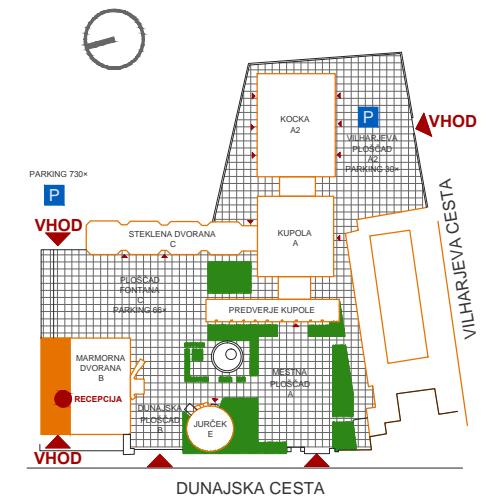 KOCKA
A2
P
VHOD
VILHARJEVA
PLOŠČAD
A2
PARKING 30×
PARKING 730×
P
VHOD
STEKLENA DVORANA
C
KUPOLA
A
VILHARJEVA CESTA
PLOŠČAD
FONTANA
C
PARKING 68×
PREDVERJE KUPOLE
MARMORNA
DVORANA
B
MESTNA
PLOŠČAD
A
RECEPCIJA
DUNAJSKA
PLOŠČAD
B
JURČEK
E
VHOD
DUNAJSKA CESTA